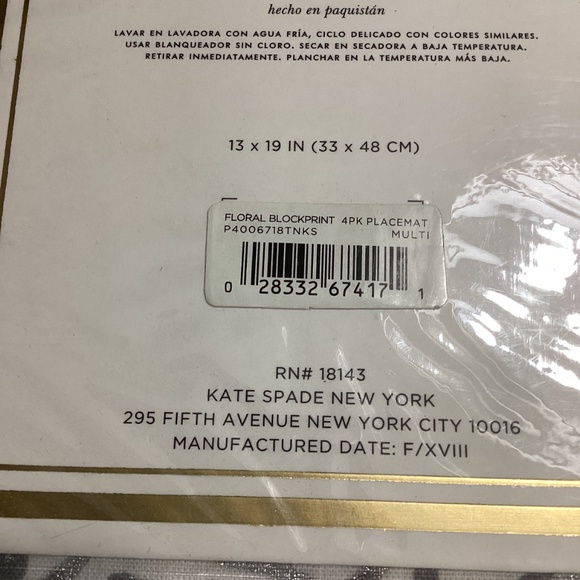 hecho en paquistán
LAVAR EN LAVADORA CON AGUA FRÍA, CICLO DELICADO CON COLORES SIMILARES.
USAR BLANQUEADOR SIN CLORO. SECAR EN SECADORA A BAJA TEMPERATURA.
RETIRAR INMEDIATAMENTE. PLANCHAR EN LA TEMPERATURA MÁS BAJA.
13 x 19 IN (33 x 48 CM)
FLORAL BLOCKPRINT 4PK PLACEMAT
P4006718TNKS MULTI
0 28332 67417 1
RN# 18143
KATE SPADE NEW YORK
295 FIFTH AVENUE NEW YORK CITY 10016
MANUFACTURED DATE: F/XVIII